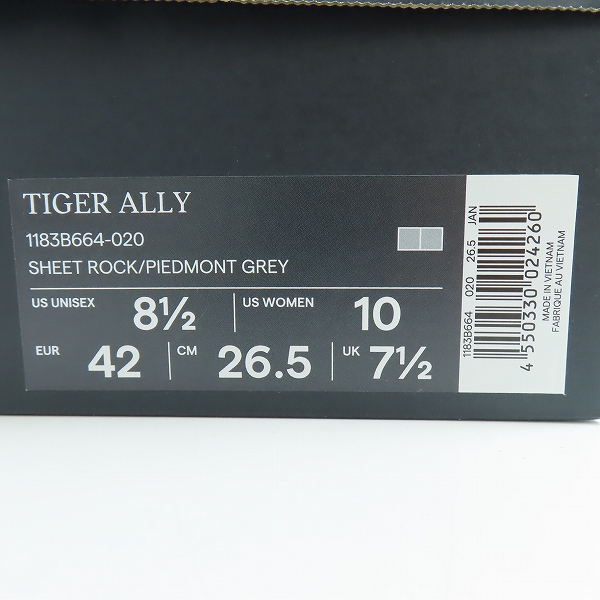 TIGER ALLY
1183B664-020
SHEET ROCK/PIEDMONT GREY
US UNISEX 8½ US WOMEN 10
EUR 42 CM 26.5 UK 7½
1183B664 020 26.5 JAN
4 550330 024260
MADE IN VIETNAM
FABRIQUE AU VIETNAM